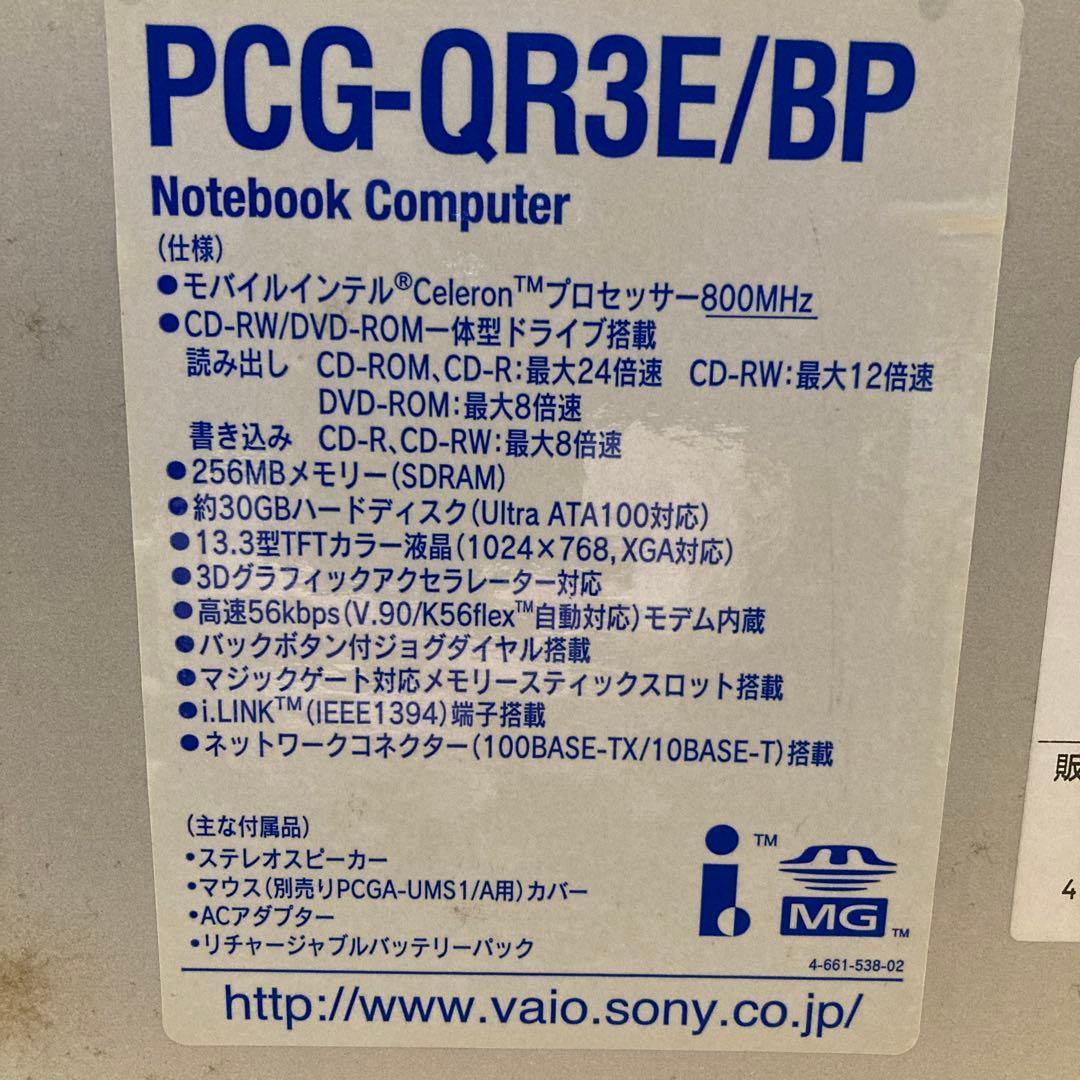 PCG-QR3E/BP
Notebook Computer
(仕様)
●モバイルインテル®Celeron™プロセッサー800MHz
●CD-RW/DVD-ROM一体型ドライブ搭載
読み出し CD-ROM、CD-R:最大24倍速 CD-RW:最大12倍速
DVD-ROM:最大8倍速
書き込み CD-R、CD-RW:最大8倍速
●256MBメモリー(SDRAM)
●約30GBハードディスク(Ultra ATA100対応)
●13.3型TFTカラー液晶(1024×768,XGA対応)
●3Dグラフィックアクセラレーター対応
●高速56kbps(V.90/K56flex™自動対応)モデム内蔵
●バックボタン付ジョグダイヤル搭載
●マジックゲート対応メモリースティックスロット搭載
●i.LINK™(IEEE1394)端子搭載
●ネットワークコネクター(100BASE-TX/10BASE-T)搭載
(主な付属品)
•ステレオスピーカー
•マウス(別売りPCGA-UMS1/A用)カバー
•ACアダプター
•リチャージャブルバッテリーパック
i ™
MG ™
4-661-538-02
http://www.vaio.sony.co.jp/
販
4